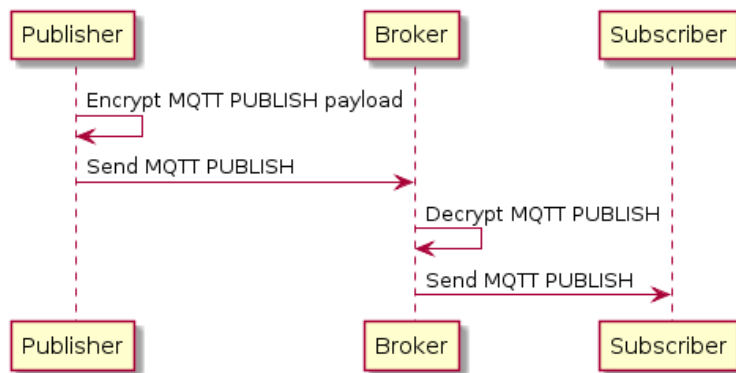 Publisher
Broker
Subscriber
Encrypt MQTT PUBLISH payload
Send MQTT PUBLISH
Decrypt MQTT PUBLISH
Send MQTT PUBLISH
Publisher
Broker
Subscriber